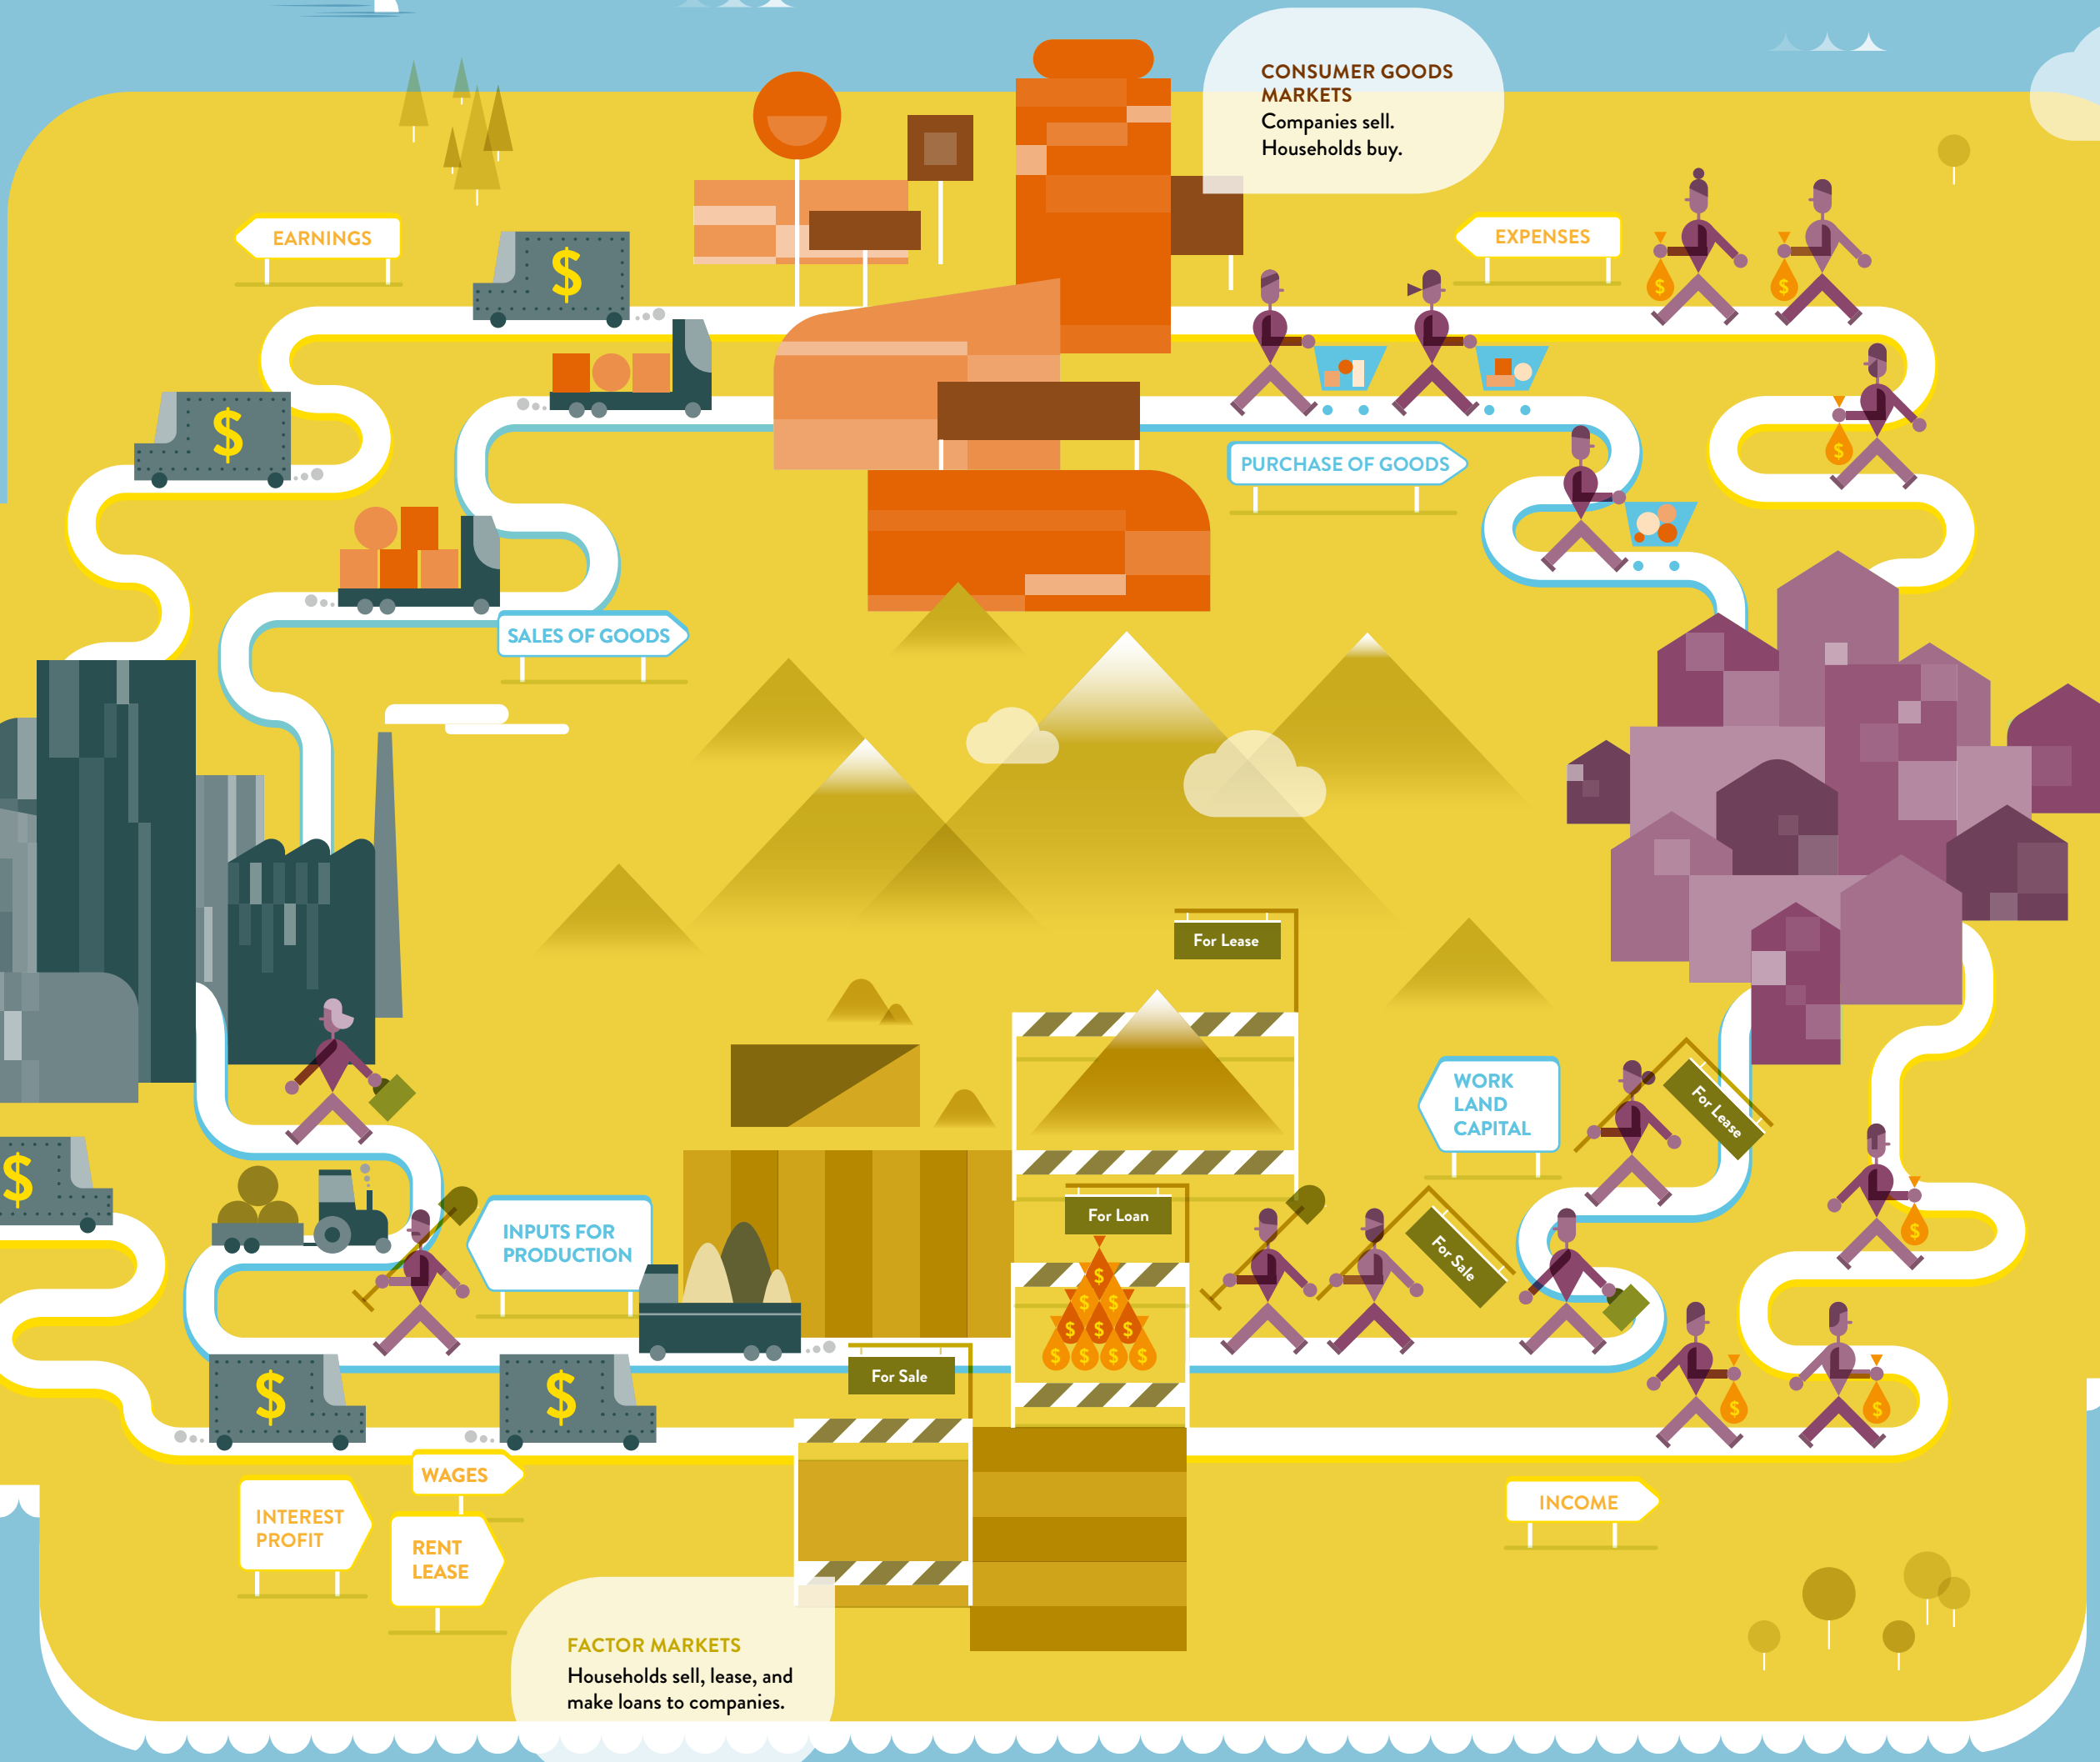 CONSUMER GOODS
MARKETS
Companies sell.
Households buy.
EARNINGS
EXPENSES
$
$
$
$
$
$
PURCHASE OF GOODS
SALES OF GOODS
For Lease
WORK
LAND
CAPITAL
For Lease
$
INPUTS FOR
PRODUCTION
For Loan
For Sale
$
$
$ $
$ $ $
$ $ $ $
For Sale
$
$
$
$
WAGES
INTEREST
PROFIT
RENT
LEASE
INCOME
FACTOR MARKETS
Households sell, lease, and
make loans to companies.